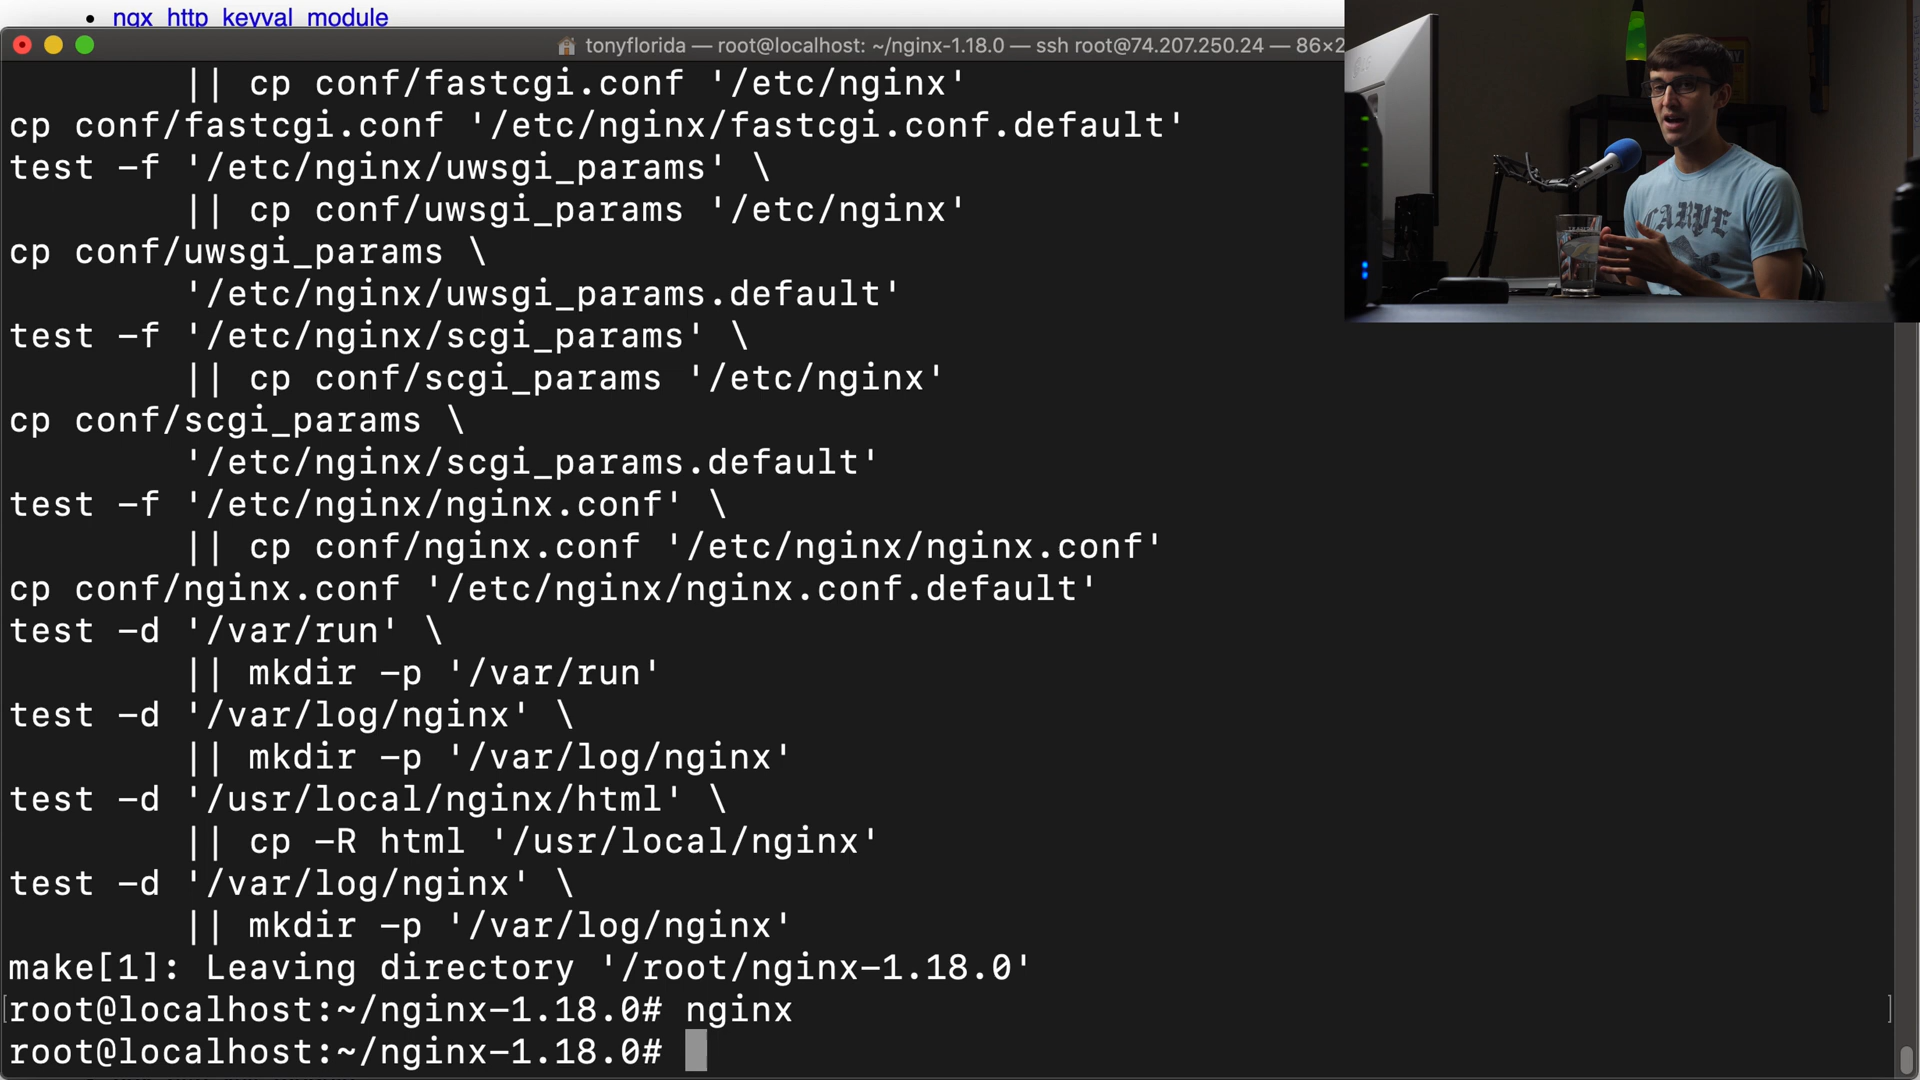 ngx_http_keyval_module
tonyflorida — root@localhost: ~/nginx-1.18.0 — ssh root@74.207.250.24 — 86×2
|| cp conf/fastcgi.conf '/etc/nginx'
cp conf/fastcgi.conf '/etc/nginx/fastcgi.conf.default'
test -f '/etc/nginx/uwsgi_params' \
|| cp conf/uwsgi_params '/etc/nginx'
cp conf/uwsgi_params \
'/etc/nginx/uwsgi_params.default'
test -f '/etc/nginx/scgi_params' \
|| cp conf/scgi_params '/etc/nginx'
cp conf/scgi_params \
'/etc/nginx/scgi_params.default'
test -f '/etc/nginx/nginx.conf' \
|| cp conf/nginx.conf '/etc/nginx/nginx.conf'
cp conf/nginx.conf '/etc/nginx/nginx.conf.default'
test -d '/var/run' \
|| mkdir -p '/var/run'
test -d '/var/log/nginx' \
|| mkdir -p '/var/log/nginx'
test -d '/usr/local/nginx/html' \
|| cp -R html '/usr/local/nginx'
test -d '/var/log/nginx' \
|| mkdir -p '/var/log/nginx'
make[1]: Leaving directory '/root/nginx-1.18.0'
[root@localhost:~/nginx-1.18.0# nginx ]
root@localhost:~/nginx-1.18.0#
CARPE